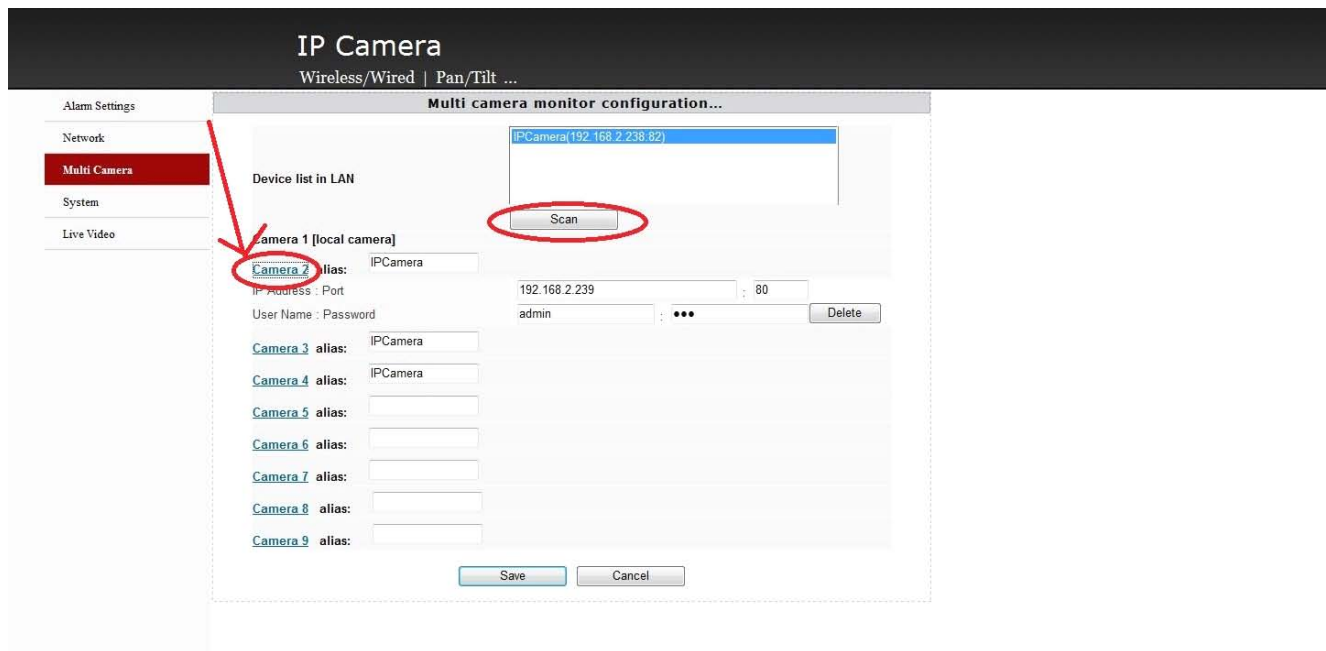 IP Camera
Wireless/Wired | Pan/Tilt ...
Alarm Settings
Network
Multi Camera
System
Live Video
Multi camera monitor configuration...
Device list in LAN
IPCamera(192.168.2.238:82)
Scan
Camera 1 [local camera]
Camera 2 alias: IPCamera
IP Address : Port 192.168.2.239 : 80
User Name : Password admin : ●●● Delete
Camera 3 alias: IPCamera
Camera 4 alias: IPCamera
Camera 5 alias:
Camera 6 alias:
Camera 7 alias:
Camera 8 alias:
Camera 9 alias:
Save Cancel